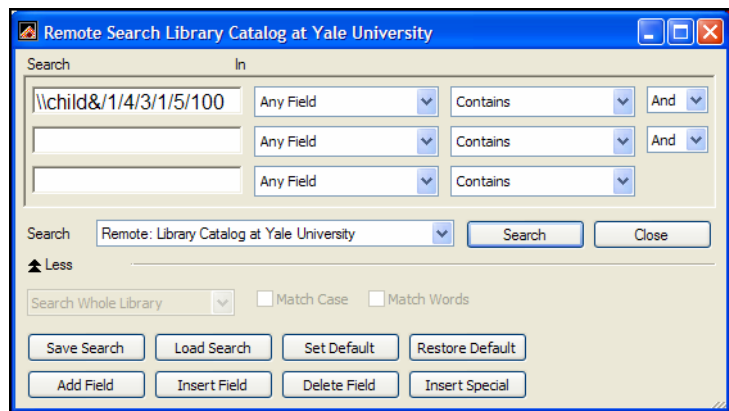 Remote Search Library Catalog at Yale University
Search In
\\child&/1/4/3/1/5/100 Any Field Contains And
Any Field Contains And
Any Field Contains
Search Remote: Library Catalog at Yale University Search Close
Less
Search Whole Library Match Case Match Words
Save Search Load Search Set Default Restore Default
Add Field Insert Field Delete Field Insert Special